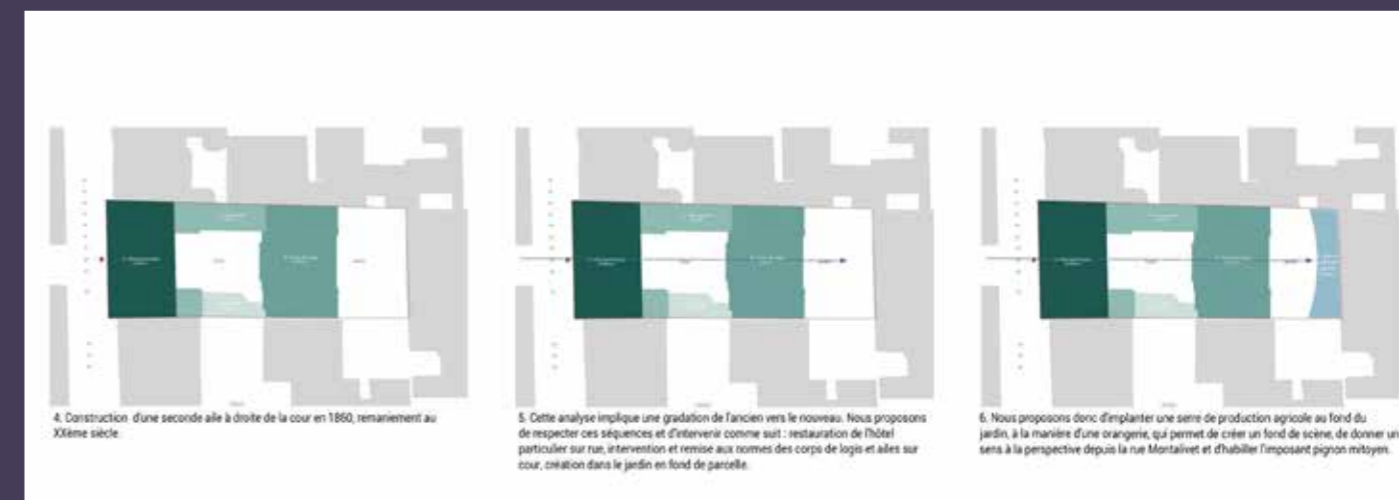 4. Construction d'une seconde aile à droite de la cour en 1860, remaniement au
XXème siècle.
5. Cette analyse implique une gradation de l'ancien vers le nouveau. Nous proposons
de respecter ces séquences et d'intervenir comme suit : restauration de l'hôtel
particulier sur rue, intervention et remise aux normes des corps de logis et ailes sur
cour, création dans le jardin en fond de parcelle.
6. Nous proposons donc d'implanter une serre de production agricole au fond du
jardin, à la manière d'une orangerie, qui permet de créer un fond de scène, de donner un
sens à la perspective depuis la rue Montalivet et d'habiller l'imposant pignon mitoyen.